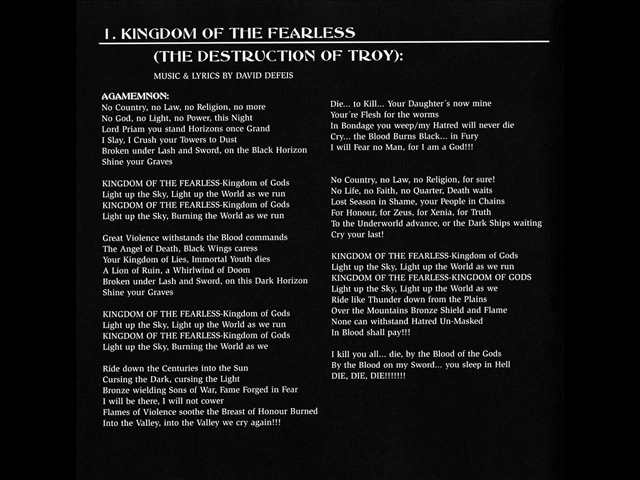 1. KINGDOM OF THE FEARLESS
(THE DESTRUCTION OF TROY):
MUSIC & LYRICS BY DAVID DEFEIS
AGAMEMNON:
No Country, no Law, no Religion, no more
No God, no Light, no Power, this Night
Lord Priam you stand Horizons once Grand
I Slay, I Crush your Towers to Dust
Broken under Lash and Sword, on the Black Horizon
Shine your Graves
KINGDOM OF THE FEARLESS-Kingdom of Gods
Light up the Sky, Light up the World as we run
KINGDOM OF THE FEARLESS-Kingdom of Gods
Light up the Sky, Burning the World as we run
Great Violence withstands the Blood commands
The Angel of Death, Black Wings caress
Your Kingdom of Lies, Immortal Youth dies
A Lion of Ruin, a Whirlwind of Doom
Broken under Lash and Sword, on this Dark Horizon
Shine your Graves
KINGDOM OF THE FEARLESS-Kingdom of Gods
Light up the Sky, Light up the World as we run
KINGDOM OF THE FEARLESS-Kingdom of Gods
Light up the Sky, Burning the World as we
Ride down the Centuries into the Sun
Cursing the Dark, cursing the Light
Bronze wielding Sons of War, Fame Forged in Fear
I will be there, I will not cower
Flames of Violence soothe the Breast of Honour Burned
Into the Valley, into the Valley we cry again!!!
Die... to Kill... Your Daughter´s now mine
Your´re Flesh for the worms
In Bondage you weep/my Hatred will never die
Cry... the Blood Burns Black... in Fury
I will Fear no Man, for I am a God!!!
No Country, no Law, no Religion, for sure!
No Life, no Faith, no Quarter, Death waits
Lost Season in Shame, your People in Chains
For Honour, for Zeus, for Xenia, for Truth
To the Underworld advance, or the Dark Ships waiting
Cry your last!
KINGDOM OF THE FEARLESS-Kingdom of Gods
Light up the Sky, Light up the World as we run
KINGDOM OF THE FEARLESS-KINGDOM OF GODS
Light up the Sky, Light up the World as we
Ride like Thunder down from the Plains
Over the Mountains Bronze Shield and Flame
None can withstand Hatred Un-Masked
In Blood shall pay!!!
I kill you all... die, by the Blood of the Gods
By the Blood on my Sword... you sleep in Hell
DIE, DIE, DIE!!!!!!!